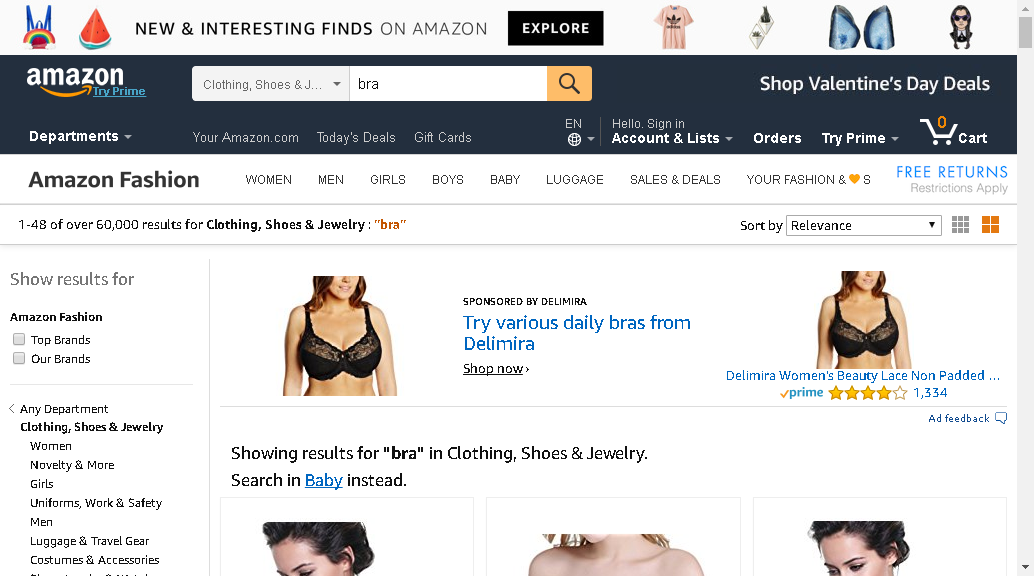 NEW & INTERESTING FINDS ON AMAZON
EXPLORE
amazon
Try Prime
Clothing, Shoes & J...
bra
Shop Valentine's Day Deals
Departments
Your Amazon.com
Today's Deals
Gift Cards
EN
Hello. Sign in
Account & Lists
Orders
Try Prime
0
Cart
Amazon Fashion
WOMEN
MEN
GIRLS
BOYS
BABY
LUGGAGE
SALES & DEALS
YOUR FASHION & S
FREE RETURNS
Restrictions Apply
1-48 of over 60,000 results for Clothing, Shoes & Jewelry : "bra"
Sort by
Relevance
Show results for
Amazon Fashion
Top Brands
Our Brands
Any Department
Clothing, Shoes & Jewelry
Women
Novelty & More
Girls
Uniforms, Work & Safety
Men
Luggage & Travel Gear
Costumes & Accessories
SPONSORED BY DELIMIRA
Try various daily bras from
Delimira
Shop now ›
Delimira Women's Beauty Lace Non Padded ...
prime
1,334
Ad feedback
Showing results for "bra" in Clothing, Shoes & Jewelry.
Search in Baby instead.